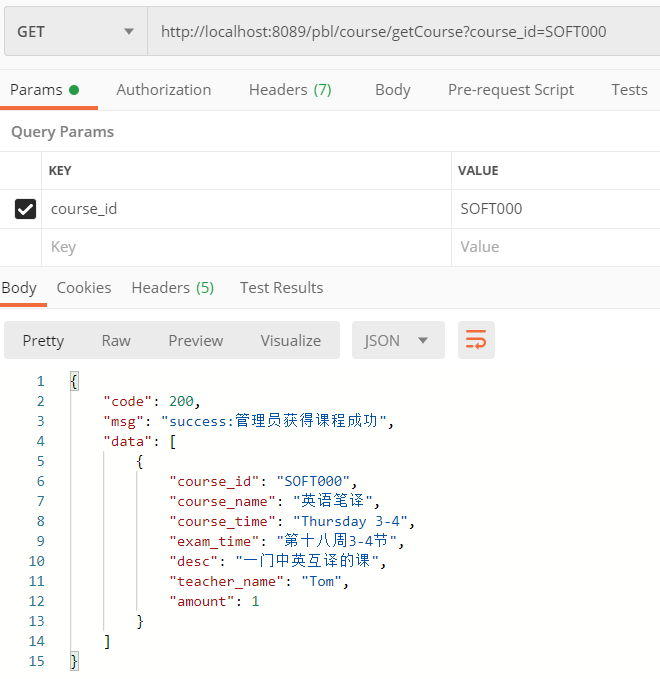 GET http://localhost:8089/pbl/course/getCourse?course_id=SOFT000
Params Authorization Headers (7) Body Pre-request Script Tests
Query Params
KEY VALUE
course_id SOFT000
Key Value
Body Cookies Headers (5) Test Results
Pretty Raw Preview Visualize JSON
1 {
2 "code": 200,
3 "msg": "success:管理员获得课程成功",
4 "data": [
5 {
6 "course_id": "SOFT000",
7 "course_name": "英语笔译",
8 "course_time": "Thursday 3-4",
9 "exam_time": "第十八周3-4节",
10 "desc": "一门中英互译的课",
11 "teacher_name": "Tom",
12 "amount": 1
13 }
14 ]
15 }